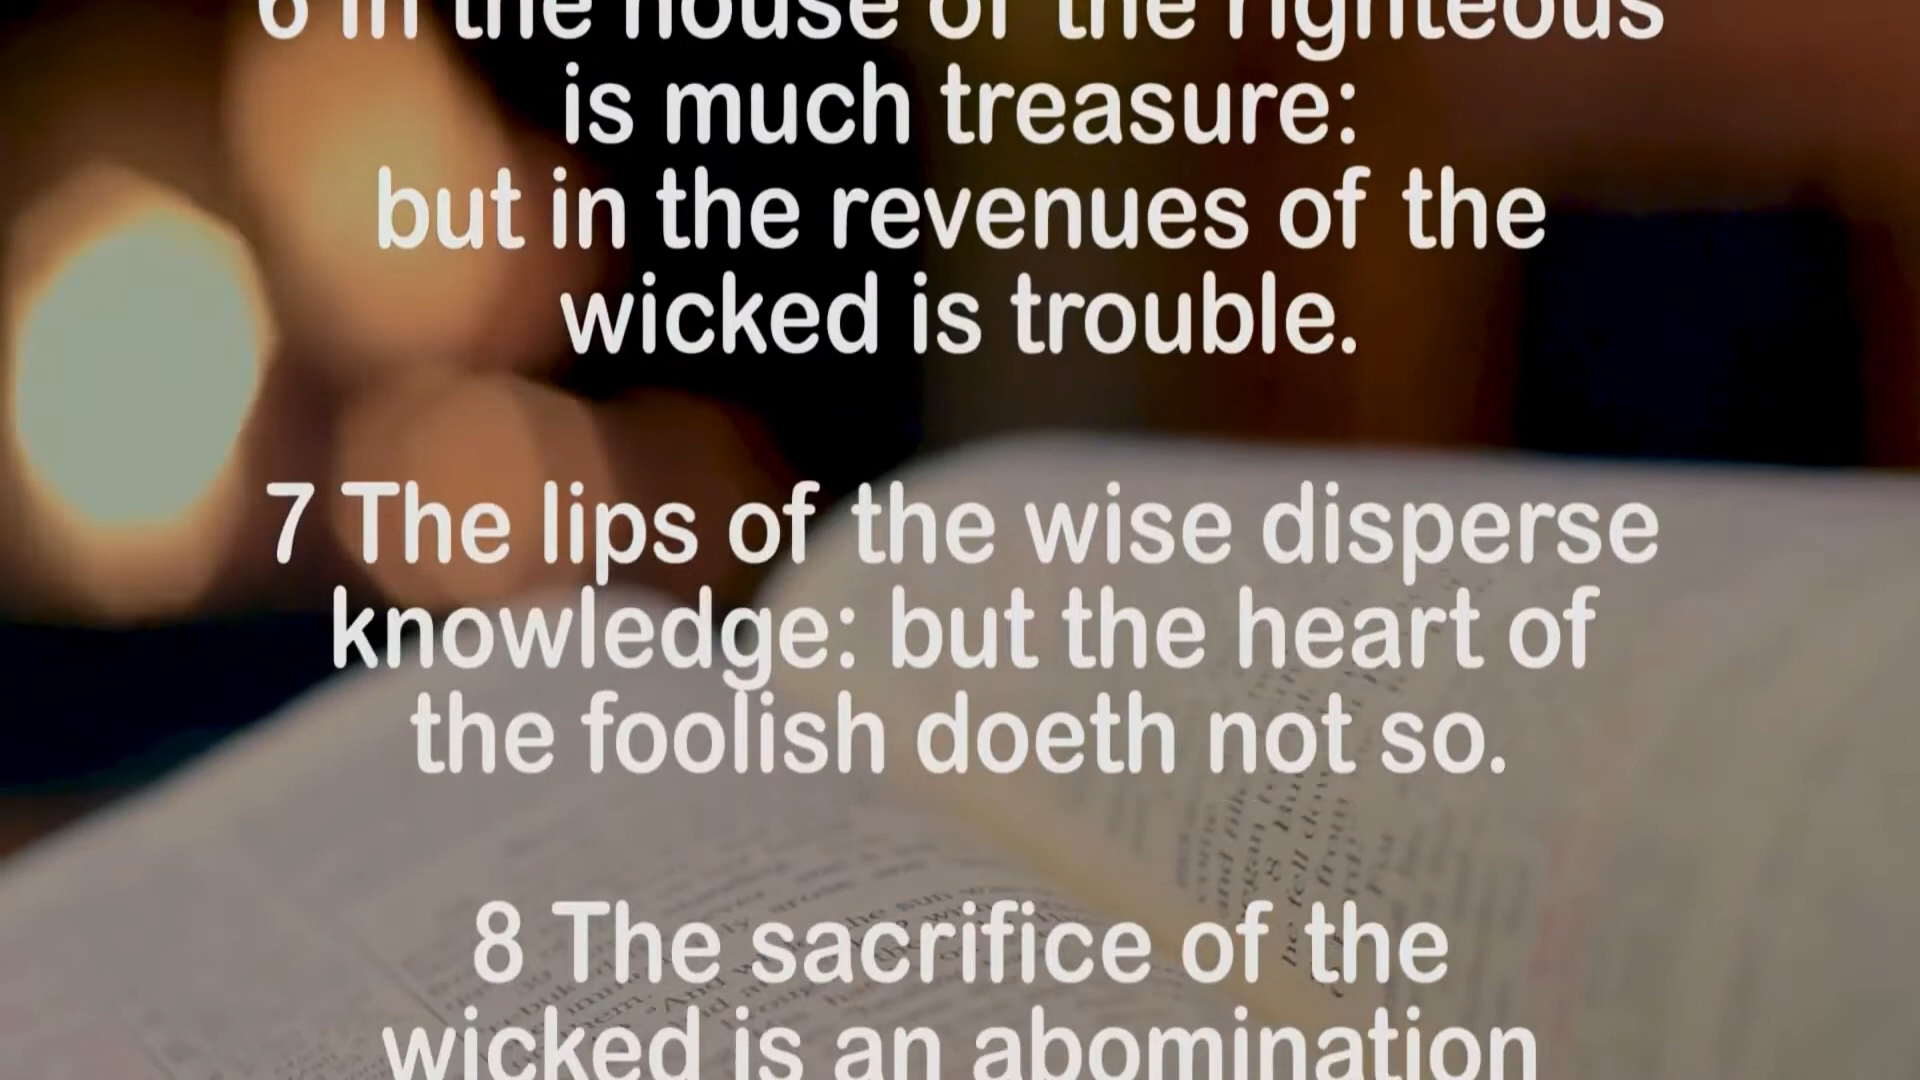 6 In the house of the righteous
is much treasure:
but in the revenues of the
wicked is trouble.
7 The lips of the wise disperse
knowledge: but the heart of
the foolish doeth not so.
8 The sacrifice of the
wicked is an abomination